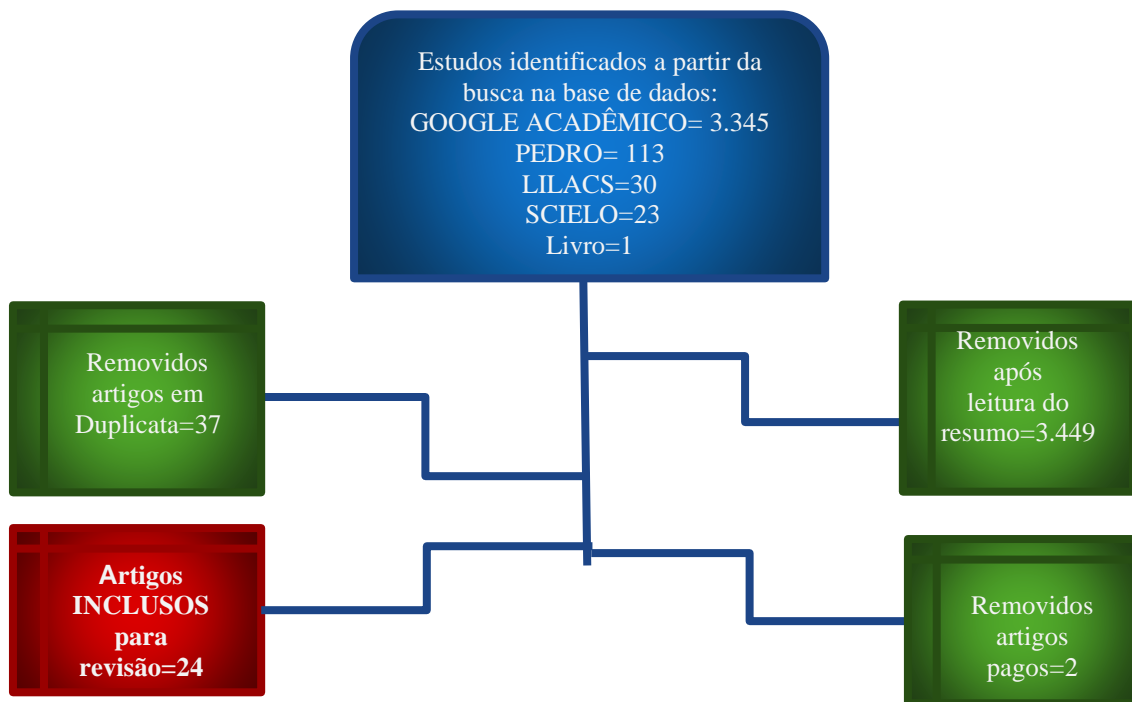 Estudos identificados a partir da
busca na base de dados:
GOOGLE ACADÊMICO= 3.345
PEDRO= 113
LILACS=30
SCIELO=23
Livro=1
Removidos
artigos em
Duplicata=37
Removidos
após
leitura do
resumo=3.449
Artigos
INCLUSOS
para
revisão=24
Removidos
artigos
pagos=2